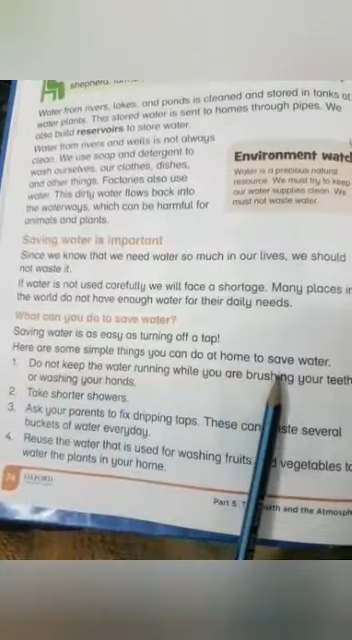 shepherd,
Water from rivers, lakes, and ponds is cleaned and stored in tanks or
water plants. This stored water is sent to homes through pipes. We
also build reservoirs to store water.
Water from rivers and wells is not always
clean. We use soap and detergent to
wash ourselves, our clothes, dishes,
and other things. Factories also use
water. This dirty water flows back into
the waterways, which can be harmful for
animals and plants.
Environment watch
Water is a precious natural
resource. We must try to keep
our water supplies clean. We
must not waste water.
Saving water is important
Since we know that we need water so much in our lives, we should
not waste it.
If water is not used carefully we will face a shortage. Many places in
the world do not have enough water for their daily needs.
What can you do to save water?
Saving water is as easy as turning off a tap!
Here are some simple things you can do at home to save water.
1. Do not keep the water running while you are brushing your teeth
or washing your hands.
2. Take shorter showers.
3. Ask your parents to fix dripping taps. These can ste several
buckets of water everyday.
4. Reuse the water that is used for washing fruits vegetables to
water the plants in your home.
74 OXFORD
Part 5 rth and the Atmosph